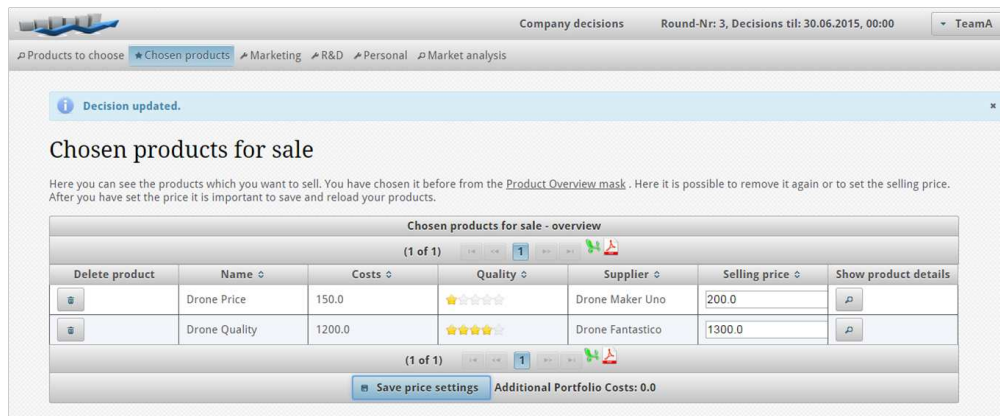 Company decisions Round-Nr: 3, Decisions til: 30.06.2015, 00:00 TeamA
Products to choose Chosen products Marketing R&D Personal Market analysis
Decision updated.
Chosen products for sale
Here you can see the products which you want to sell. You have chosen it before from the Product Overview mask . Here it is possible to remove it again or to set the selling price.
After you have set the price it is important to save and reload your products.
Chosen products for sale - overview
(1 of 1) 1
Delete product Name Costs Quality Supplier Selling price Show product details
Drone Price 150.0 Drone Maker Uno 200.0
Drone Quality 1200.0 Drone Fantastico 1300.0
(1 of 1) 1
Save price settings Additional Portfolio Costs: 0.0